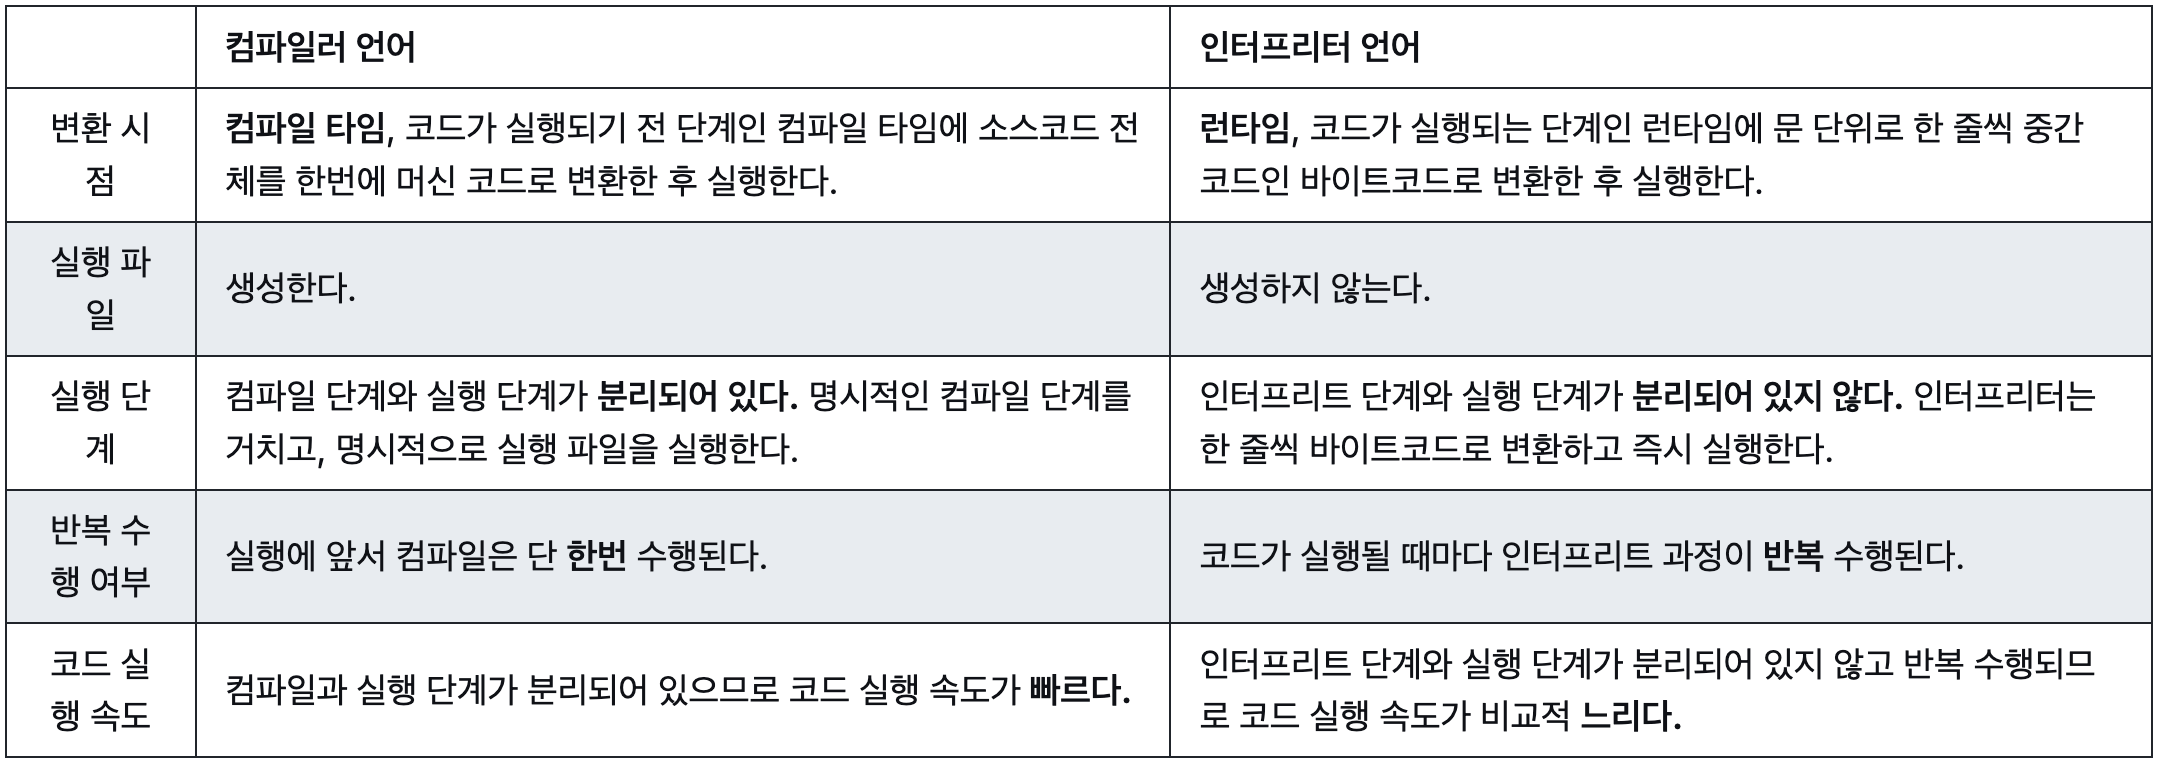 컴파일러 언어
인터프리터 언어
변환 시
점
컴파일 타임, 코드가 실행되기 전 단계인 컴파일 타임에 소스코드 전
체를 한번에 머신 코드로 변환한 후 실행한다.
런타임, 코드가 실행되는 단계인 런타임에 문 단위로 한 줄씩 중간
코드인 바이트코드로 변환한 후 실행한다.
실행 파
일
생성한다.
생성하지 않는다.
실행 단
계
컴파일 단계와 실행 단계가 분리되어 있다. 명시적인 컴파일 단계를
거치고, 명시적으로 실행 파일을 실행한다.
인터프리트 단계와 실행 단계가 분리되어 있지 않다. 인터프리터는
한 줄씩 바이트코드로 변환하고 즉시 실행한다.
반복 수
행 여부
실행에 앞서 컴파일은 단 한번 수행된다.
코드가 실행될 때마다 인터프리트 과정이 반복 수행된다.
코드 실
행 속도
컴파일과 실행 단계가 분리되어 있으므로 코드 실행 속도가 빠르다.
인터프리트 단계와 실행 단계가 분리되어 있지 않고 반복 수행되므
로 코드 실행 속도가 비교적 느리다.